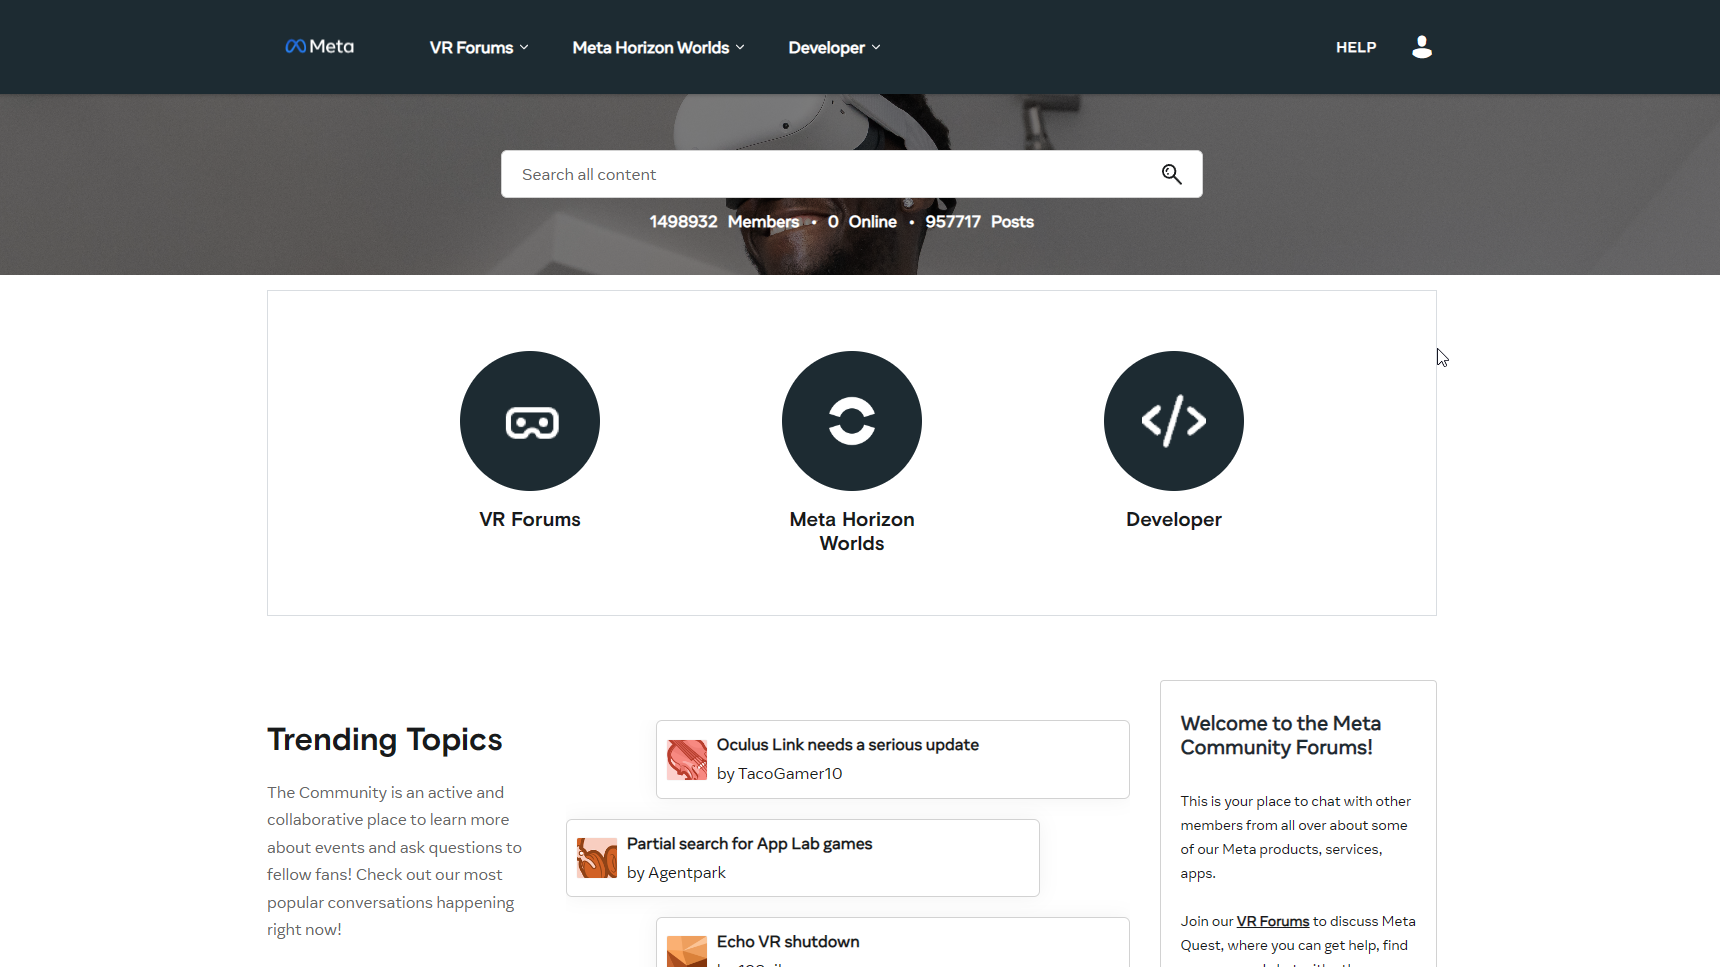 Meta
VR Forums
Meta Horizon Worlds
Developer
HELP
Search all content
1498932 Members • 0 Online • 957717 Posts
VR Forums
Meta Horizon
Worlds
Developer
Trending Topics
The Community is an active and
collaborative place to learn more
about events and ask questions to
fellow fans! Check out our most
popular conversations happening
right now!
Oculus Link needs a serious update
by TacoGamer10
Partial search for App Lab games
by Agentpark
Echo VR shutdown
Welcome to the Meta
Community Forums!
This is your place to chat with other
members from all over about some
of our Meta products, services,
apps.
Join our VR Forums to discuss Meta
Quest, where you can get help, find